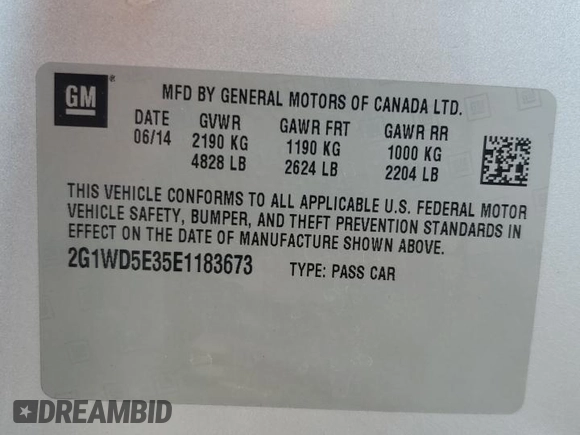 GM
®
MFD BY GENERAL MOTORS OF CANADA LTD.
DATE GVWR GAWR FRT GAWR RR
06/14 2190 KG 1190 KG 1000 KG
4828 LB 2624 LB 2204 LB
THIS VEHICLE CONFORMS TO ALL APPLICABLE U.S. FEDERAL MOTOR
VEHICLE SAFETY, BUMPER, AND THEFT PREVENTION STANDARDS IN
EFFECT ON THE DATE OF MANUFACTURE SHOWN ABOVE.
2G1WD5E35E1183673 TYPE: PASS CAR
DREAMBID